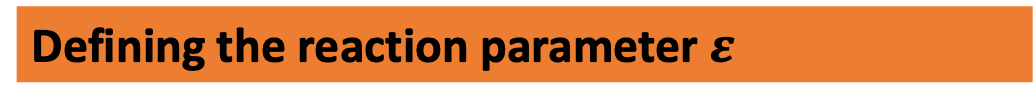 Defining the reaction parameter ε